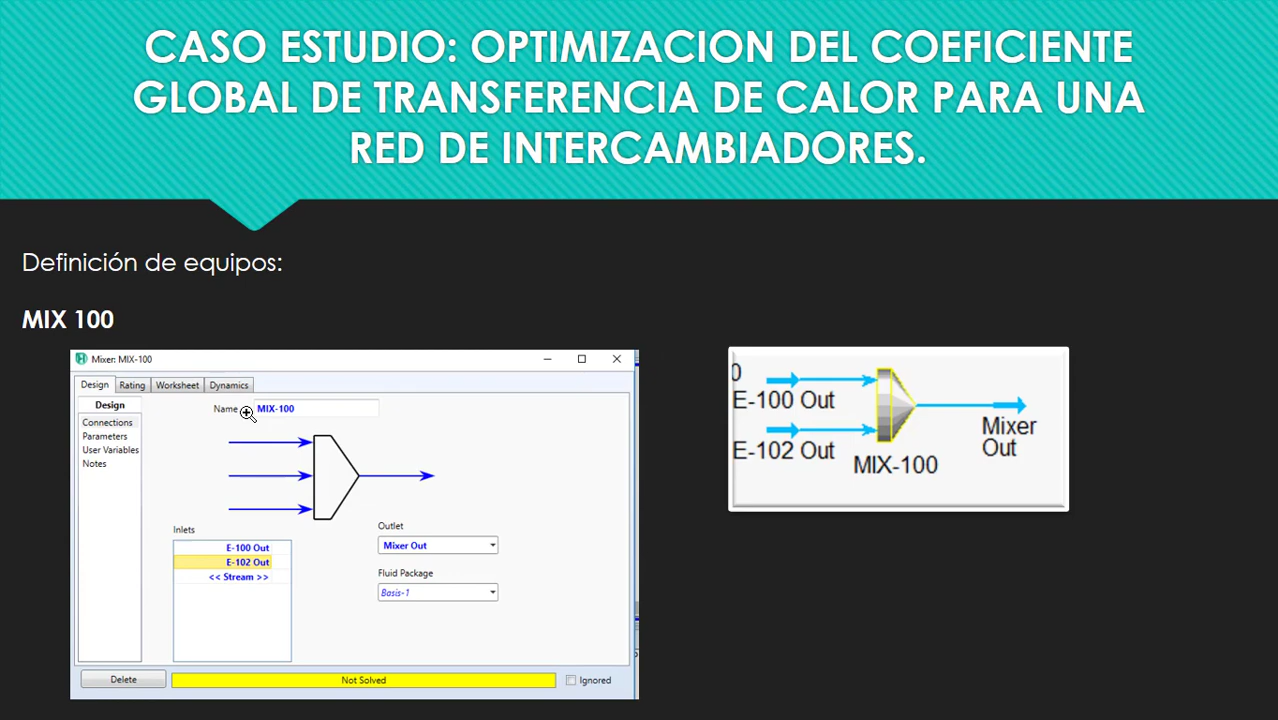 CASO ESTUDIO: OPTIMIZACION DEL COEFICIENTE
GLOBAL DE TRANSFERENCIA DE CALOR PARA UNA
RED DE INTERCAMBIADORES.
Definición de equipos:
MIX 100
Mixer: MIX-100
Design Rating Worksheet Dynamics
Design
Connections
Parameters
User Variables
Notes
Name MIX-100
Inlets
E-100 Out
E-102 Out
<< Stream >>
Outlet
Mixer Out
Fluid Package
Basis-1
Delete
Not Solved
Ignored
0
E-100 Out
E-102 Out
MIX-100
Mixer
Out